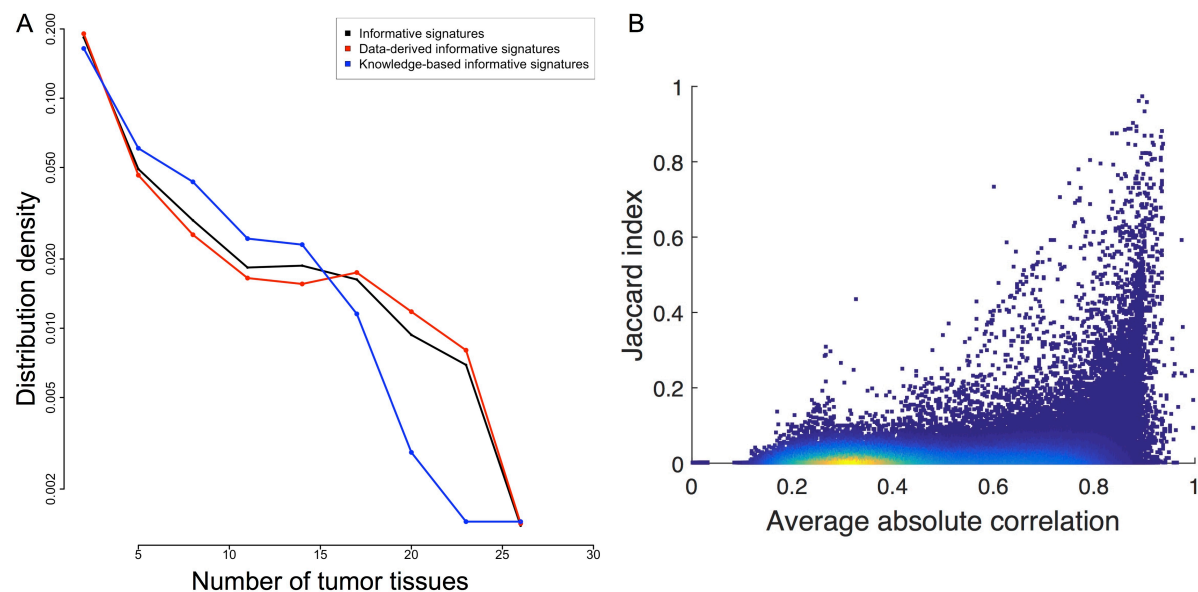 A
Informative signatures
Data-derived informative signatures
Knowledge-based informative signatures
Distribution density
0.200
0.100
0.050
0.020
0.010
0.005
0.002
5
10
15
20
25
30
Number of tumor tissues
B
Jaccard index
1
0.8
0.6
0.4
0.2
0
0
0.2
0.4
0.6
0.8
1
Average absolute correlation